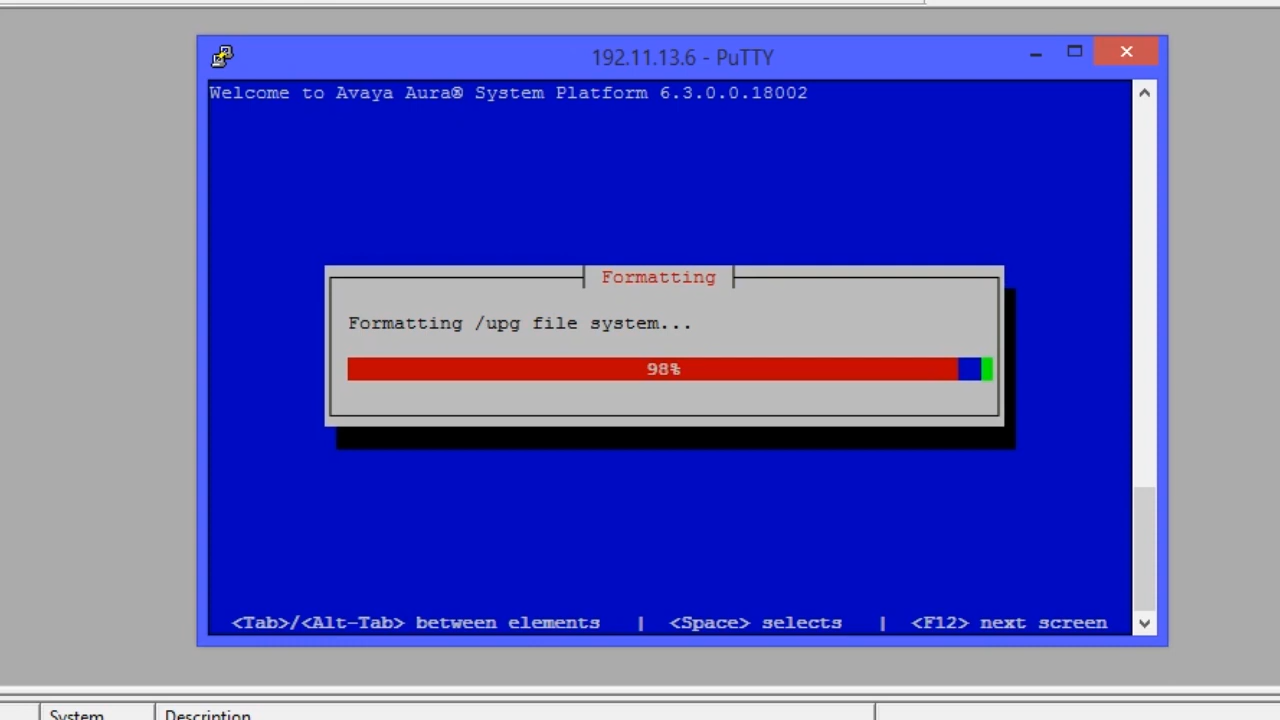 192.11.13.6 - PuTTY
Welcome to Avaya Aura® System Platform 6.3.0.0.18002
Formatting
Formatting /upg file system...
98%
<Tab>/<Alt-Tab> between elements | <Space> selects | <F12> next screen
System Description